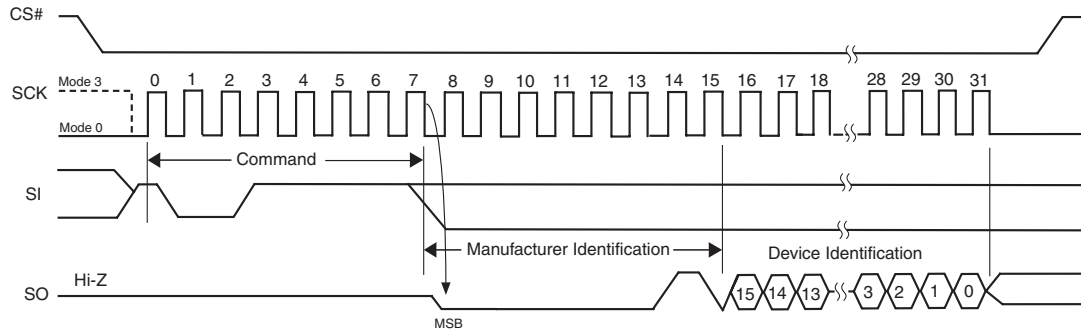 CS#
SCK
Mode 3
Mode 0
0 1 2 3 4 5 6 7 8 9 10 11 12 13 14 15 16 17 18 28 29 30 31
Command
SI
Manufacturer Identification
Device Identification
SO
Hi-Z
15 14 13 3 2 1 0
MSB